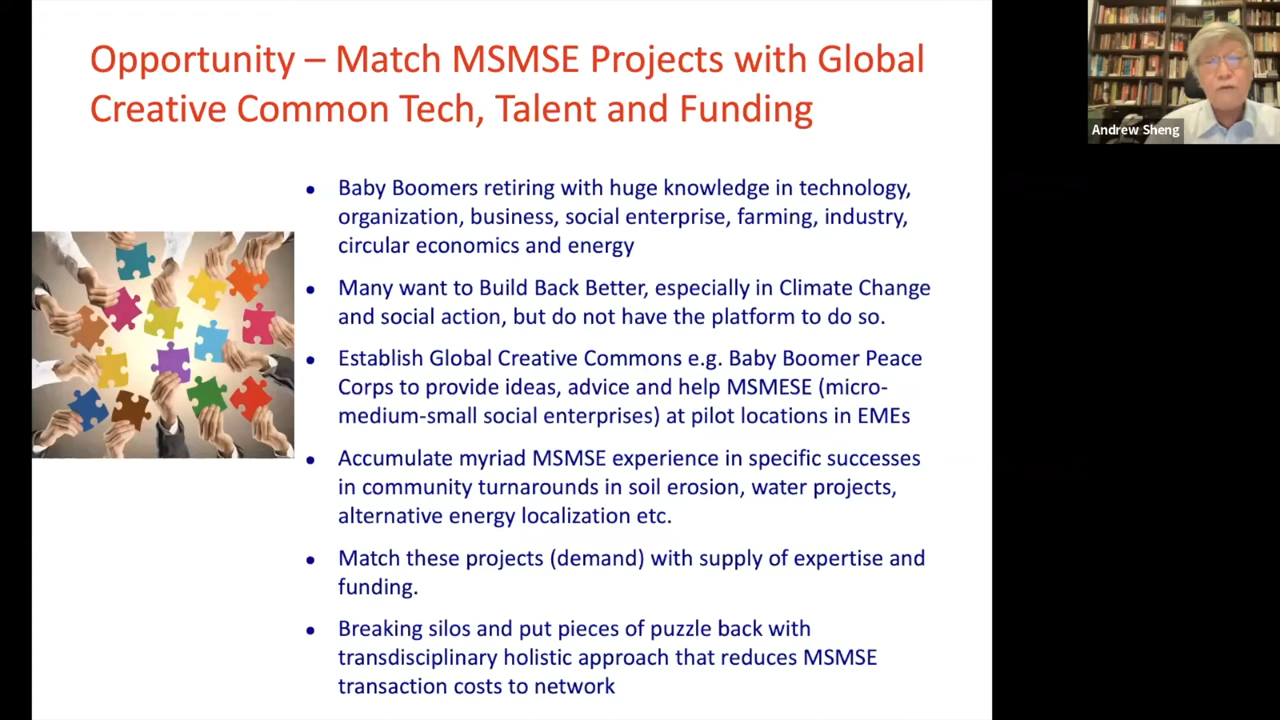 Opportunity – Match MSMSE Projects with Global
Creative Common Tech, Talent and Funding
Andrew Sheng
• Baby Boomers retiring with huge knowledge in technology,
organization, business, social enterprise, farming, industry,
circular economics and energy
• Many want to Build Back Better, especially in Climate Change
and social action, but do not have the platform to do so.
• Establish Global Creative Commons e.g. Baby Boomer Peace
Corps to provide ideas, advice and help MSMESE (micro-
medium-small social enterprises) at pilot locations in EMEs
• Accumulate myriad MSMSE experience in specific successes
in community turnarounds in soil erosion, water projects,
alternative energy localization etc.
• Match these projects (demand) with supply of expertise and
funding.
• Breaking silos and put pieces of puzzle back with
transdisciplinary holistic approach that reduces MSMSE
transaction costs to network